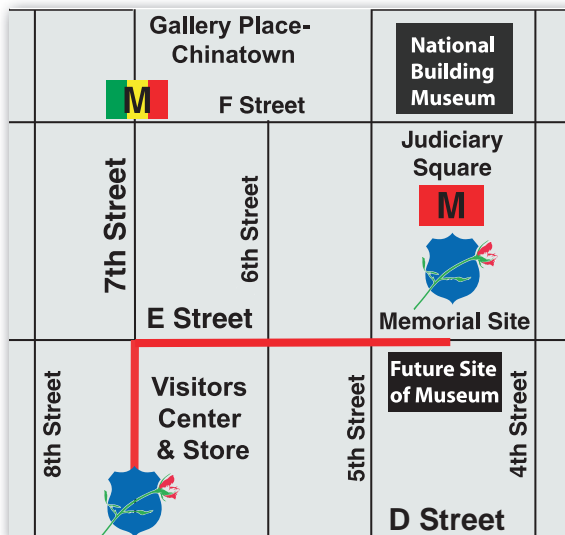 Gallery Place-
Chinatown
National
Building
Museum
M
F Street
Judiciary
Square
M
7th Street
6th Street
Memorial Site
E Street
Future Site
of Museum
8th Street
Visitors
Center
& Store
5th Street
4th Street
D Street